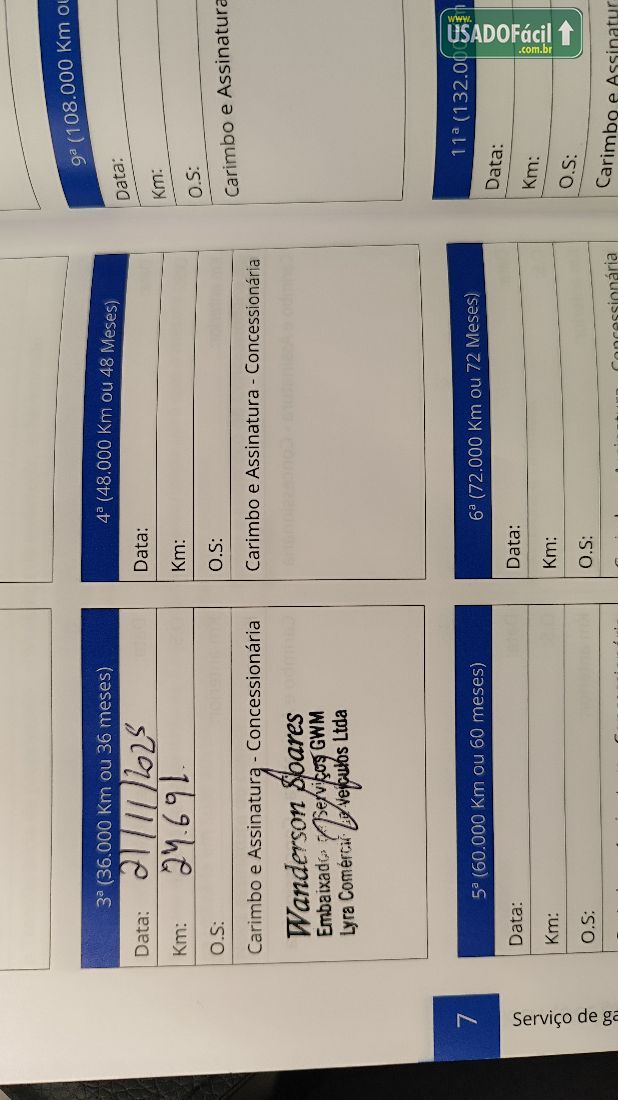 www.
USADOFácil
.com.br
3ª (36.000 Km ou 36 meses)
Data: 21/11/2025
Km: 24.691.
O.S:
Carimbo e Assinatura - Concessionária
Wanderson Soares
Embaixador Serviços GWM
Lyra Comércio Veículos Ltda
4ª (48.000 Km ou 48 Meses)
Data:
Km:
O.S:
Carimbo e Assinatura - Concessionária
9ª (108.000 Km ou
Data:
Km:
O.S:
Carimbo e Assinatura
5ª (60.000 Km ou 60 meses)
Data:
Km:
O.S:
6ª (72.000 Km ou 72 Meses)
Data:
Km:
O.S:
11ª (132.00
Data:
Km:
O.S:
Carimbo e Assinatur
7
Serviço de ga